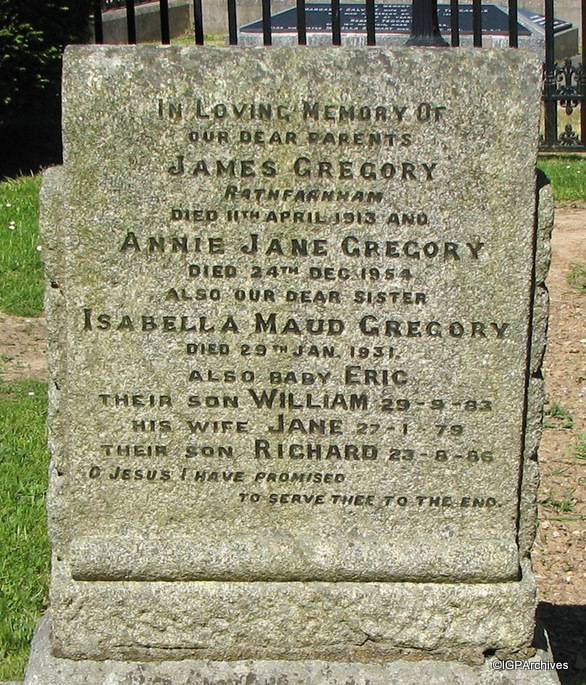 In Loving Memory Of
our dear parents
James Gregory
Rathfarnham
died 11th April 1913 and
Annie Jane Gregory
died 24th Dec. 1954
also our dear sister
Isabella Maud Gregory
died 29th Jan. 1931.
also baby Eric
their son William 29-9-83
his wife Jane 27-1-79
their son Richard 23-8-86
O Jesus I have promised
to serve thee to the end.
©IGPArchives